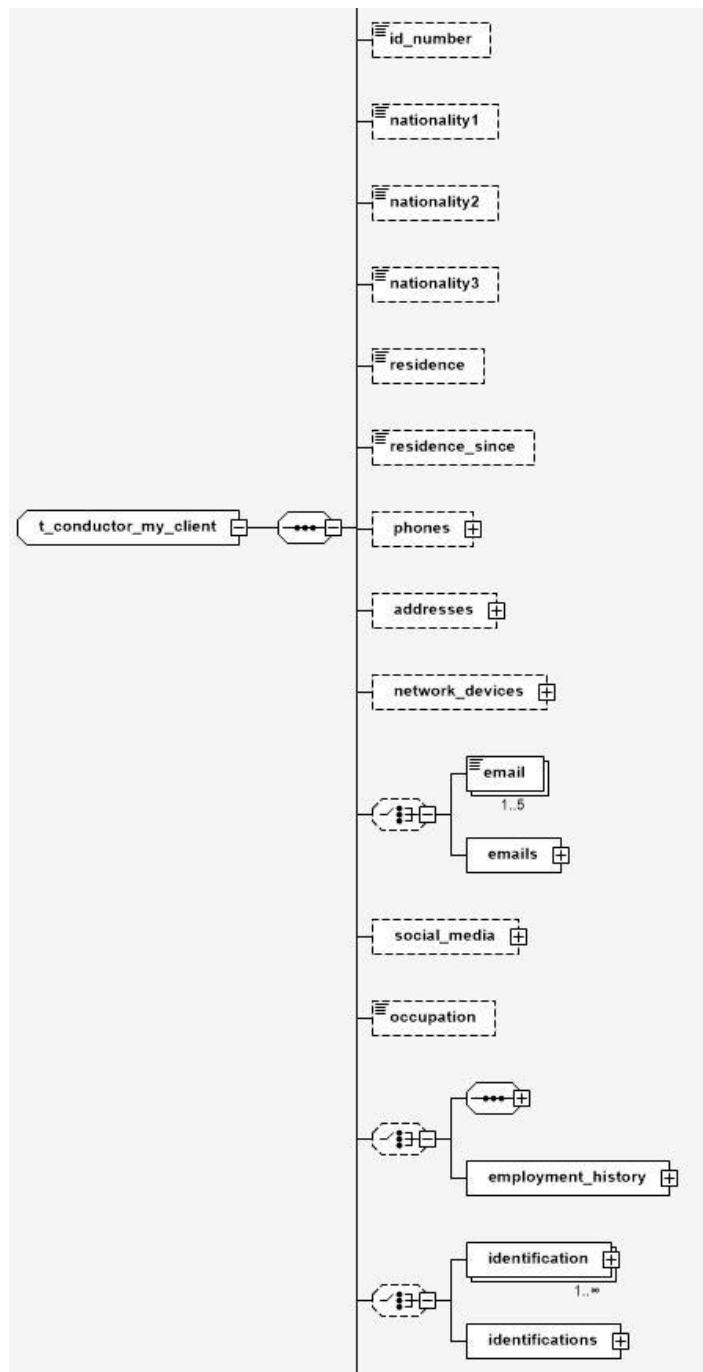 id_number
nationality1
nationality2
nationality3
residence
residence_since
t_conductor_my_client
phones
addresses
network_devices
email
1..5
emails
social_media
occupation
employment_history
identification
1..∞
identifications